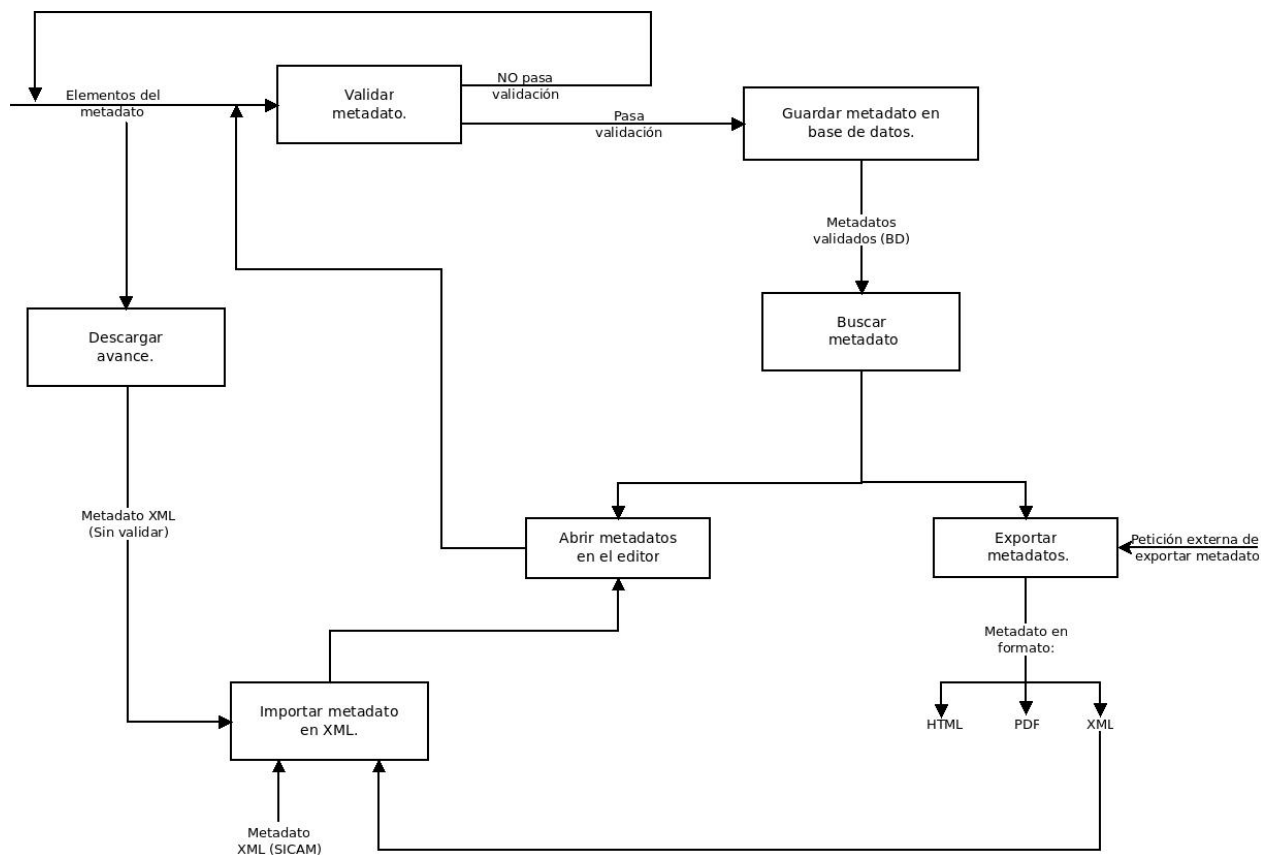 NO pasa
validación
Elementos del
metadato
Validar
metadato.
Pasa
validación
Guardar metadato en
base de datos.
Metadatos
validados (BD)
Descargar
avance.
Buscar
metadato
Metadato XML
(Sin validar)
Abrir metadatos
en el editor
Exportar
metadatos.
Petición externa de
exportar metadato
Metadato en
formato:
Importar metadato
en XML.
HTML
PDF
XML
Metadato
XML (SICAM)